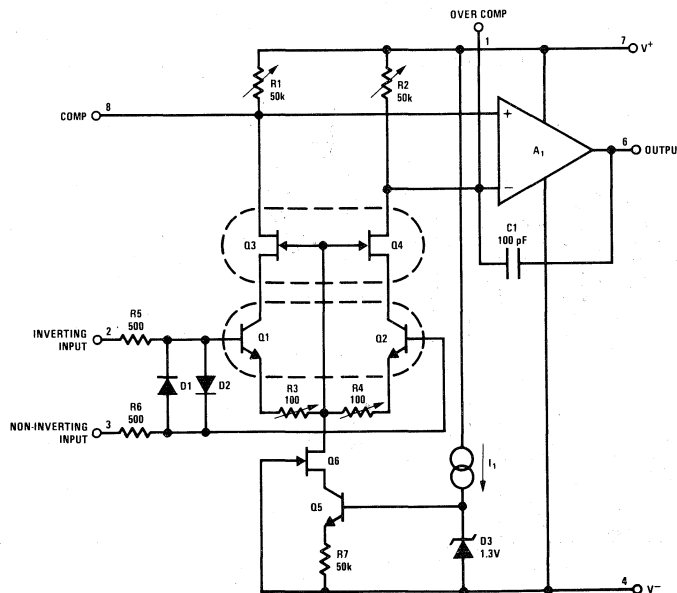 OVER COMP
1
7
V+
R1
50k
R2
50k
COMP
8
+
A1
6
OUTPU
−
C1
100 pF
Q3
Q4
R5
500
INVERTING
INPUT
2
Q1
Q2
D1
D2
R3
100
R4
100
R6
500
NON-INVERTING
INPUT
3
Q6
I1
Q5
D3
1.3V
R7
50k
4
V−